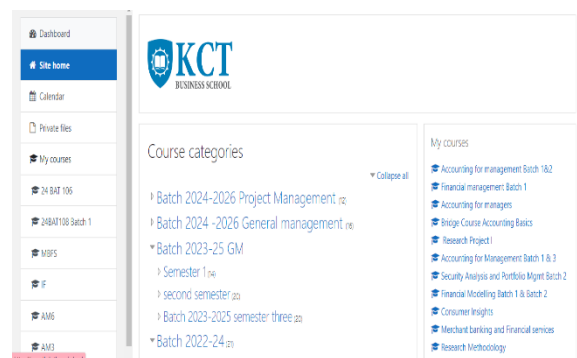 Dashboard
Site home
Calendar
Private files
My courses
24 BAT 106
24BAT108 Batch 1
MBFS
IF
AM6
AM3
KCT
BUSINESS SCHOOL
Course categories
Collapse all
Batch 2024-2026 Project Management (12)
Batch 2024 -2026 General management (18)
Batch 2023-25 GM
Semester 1 (14)
second semester (20)
Batch 2023-2025 semester three (20)
Batch 2022-24
My courses
Accounting for management Batch 1&2
Financial management Batch 1
Accounting for managers
Bridge Course Accounting Basics
Research Project I
Accounting for Management Batch 1 & 3
Security Analysis and Portfolio Mgmt Batch 2
Financial Modelling Batch 1 & Batch 2
Consumer Insights
Merchant banking and Financial services
Research Methodology